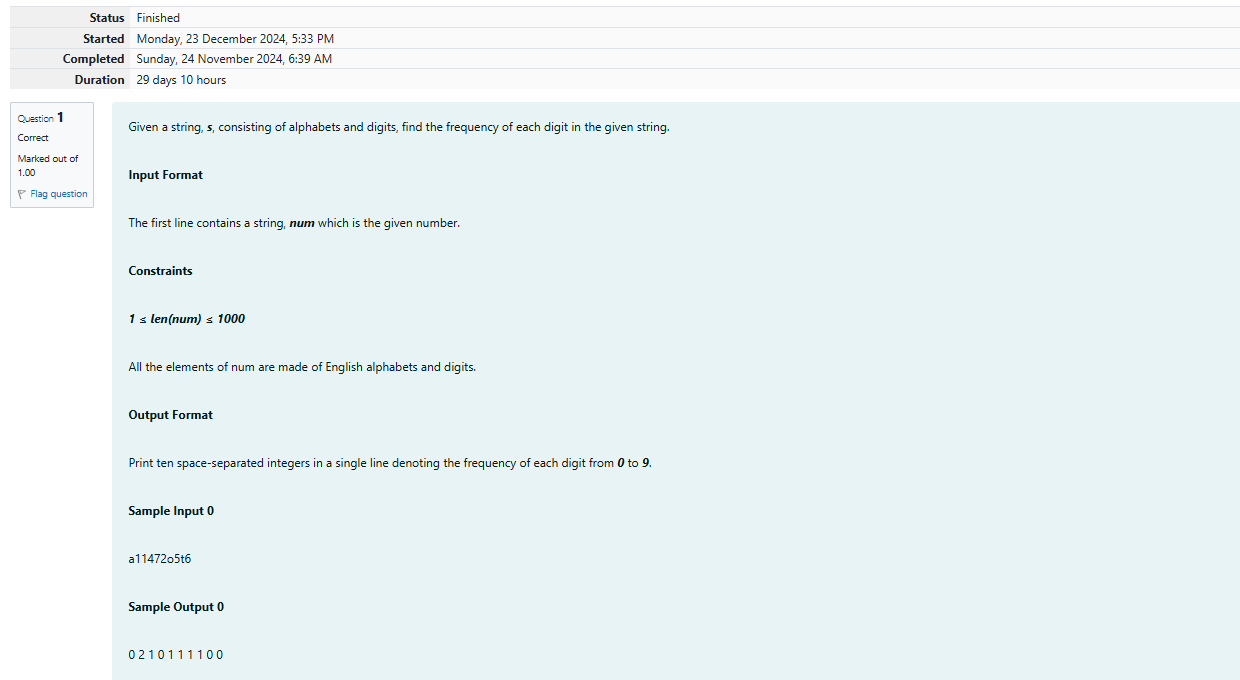 Status Finished
Started Monday, 23 December 2024, 5:33 PM
Completed Sunday, 24 November 2024, 6:39 AM
Duration 29 days 10 hours
Question 1
Correct
Marked out of
1.00
Flag question
Given a string, s, consisting of alphabets and digits, find the frequency of each digit in the given string.
Input Format
The first line contains a string, num which is the given number.
Constraints
1 ≤ len(num) ≤ 1000
All the elements of num are made of English alphabets and digits.
Output Format
Print ten space-separated integers in a single line denoting the frequency of each digit from 0 to 9.
Sample Input 0
a11472o5t6
Sample Output 0
0 2 1 0 1 1 1 1 0 0